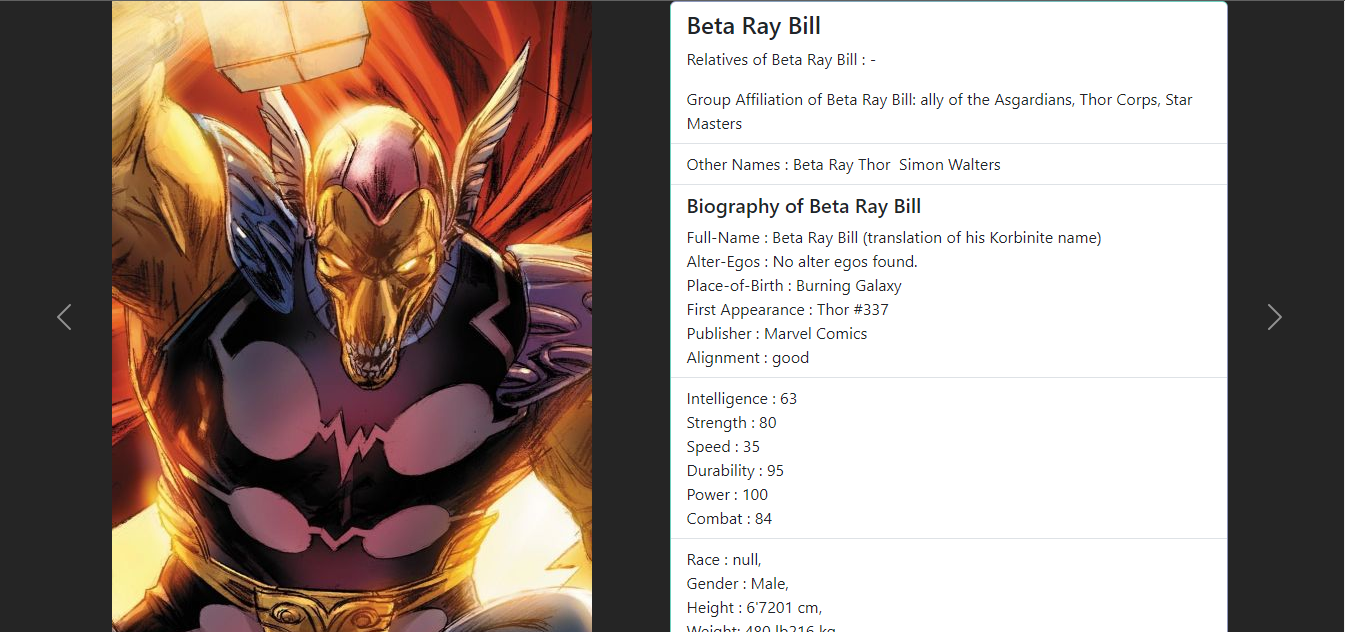 Beta Ray Bill
Relatives of Beta Ray Bill : -
Group Affiliation of Beta Ray Bill: ally of the Asgardians, Thor Corps, Star
Masters
Other Names : Beta Ray Thor  Simon Walters
Biography of Beta Ray Bill
Full-Name : Beta Ray Bill (translation of his Korbinite name)
Alter-Egos : No alter egos found.
Place-of-Birth : Burning Galaxy
First Appearance : Thor #337
Publisher : Marvel Comics
Alignment : good
Intelligence : 63
Strength : 80
Speed : 35
Durability : 95
Power : 100
Combat : 84
Race : null,
Gender : Male,
Height : 6'7201 cm,
Weight: 480 lb216 kg